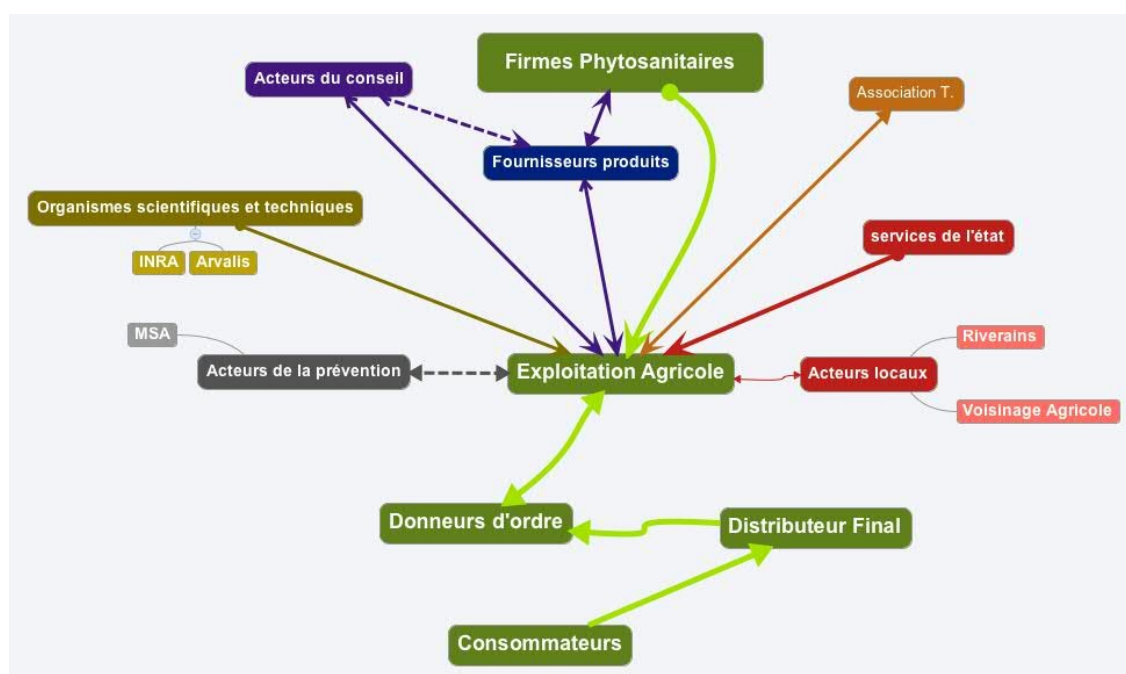 Firmes Phytosanitaires
Acteurs du conseil
Association T.
Fournisseurs produits
Organismes scientifiques et techniques
services de l'état
INRA
Arvalis
MSA
Riverains
Acteurs de la prévention
Exploitation Agricole
Acteurs locaux
Voisinage Agricole
Donneurs d'ordre
Distributeur Final
Consommateurs